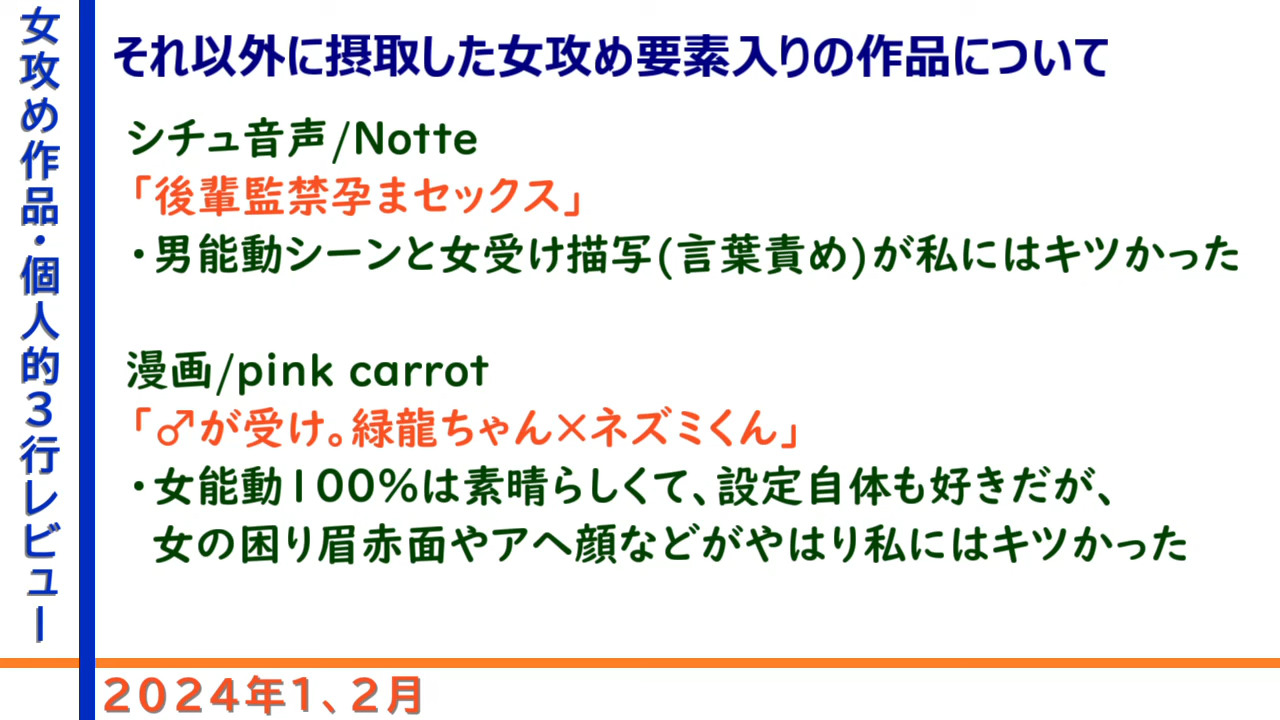 女攻め作品・個人的3行レビュー
それ以外に摂取した女攻め要素入りの作品について
シチュ音声/Notte
「後輩監禁孕ませックス」
・男能動シーンと女受け描写(言葉責め)が私にはキツかった
漫画/pink carrot
「♂が受け。緑龍ちゃん×ネズミくん」
・女能動100%は素晴らしくて、設定自体も好きだが、
女の困り眉赤面やアヘ顔などがやはり私にはキツかった
2024年1、2月